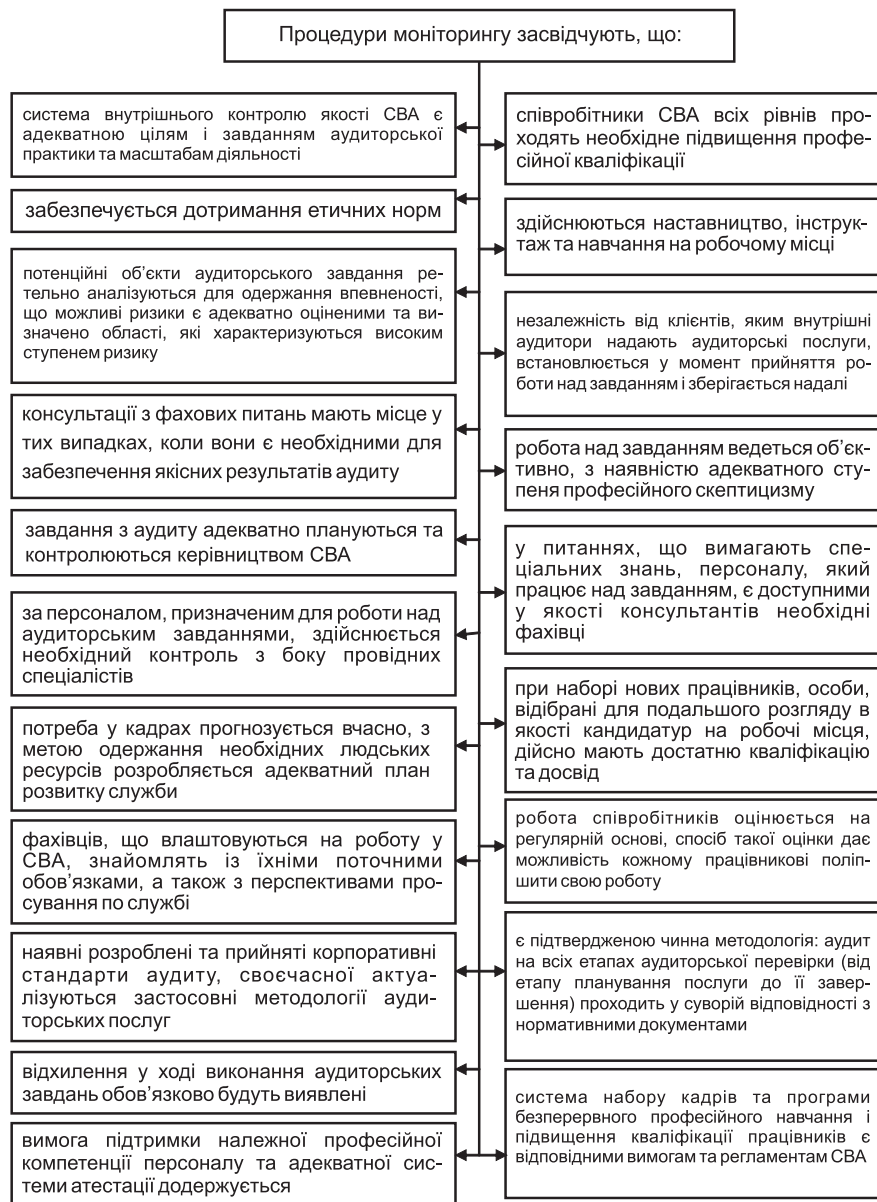 Процедури моніторингу засвідчують, що:
система внутрішнього контролю якості СВА є
адекватною цілям і завданням аудиторської
практики та масштабам діяльності
забезпечується дотримання етичних норм
потенційні об’єкти аудиторського завдання ре-
тельно аналізуються для одержання впевненості,
що можливі ризики є адекватно оціненими та ви-
значено області, які характеризуються високим
ступенем ризику
консультації з фахових питань мають місце у
тих випадках, коли вони є необхідними для
забезпечення якісних результатів аудиту
завдання з аудиту адекватно плануються та
контролюються керівництвом СВА
за персоналом, призначеним для роботи над
аудиторським завданнями, здійснюється
необхідний контроль з боку провідних
спеціалістів
потреба у кадрах прогнозується вчасно, з
метою одержання необхідних людських
ресурсів розробляється адекватний план
розвитку служби
фахівців, що влаштовуються на роботу у
СВА, знайомлять із їхніми поточними
обов’язками, а також з перспективами про-
сування по службі
наявні розроблені та прийняті корпоративні
стандарти аудиту, своєчасної актуа-
лізуються застосовні методології ауди-
торських послуг
відхилення у ході виконання аудиторських
завдань обов’язково будуть виявлені
вимога підтримки належної професійної
компетенції персоналу та адекватної сис-
теми атестації додержується
співробітники СВА всіх рівнів про-
ходять необхідне підвищення профе-
сійної кваліфікації
здійснюються наставництво, інструк-
таж та навчання на робочому місці
незалежність від клієнтів, яким внутрішні
аудитори надають аудиторські послуги,
встановлюється у момент прийняття ро-
боти над завданням і зберігається надалі
робота над завданням ведеться об’єк-
тивно, з наявністю адекватного сту-
пеня професійного скептицизму
у питаннях, що вимагають спе-
ціальних знань, персоналу, який
працює над завданням, є доступними
у якості консультантів необхідні
фахівці
при наборі нових працівників, особи,
відібрані для подальшого розгляду в
якості кандидатур на робочі місця,
дійсно мають достатню кваліфікацію
та досвід
робота співробітників оцінюється на
регулярній основі, спосіб такої оцінки дає
можливість кожному працівникові поліп-
шити свою роботу
є підтвердженою чинна методологія: аудит
на всіх етапах аудиторської перевірки (від
етапу планування послуги до її завер-
шення) проходить у суворій відповідності з
нормативними документами
система набору кадрів та програми
безперервного професійного навчання і
підвищення кваліфікації працівників є
відповідними вимогам та регламентам СВА